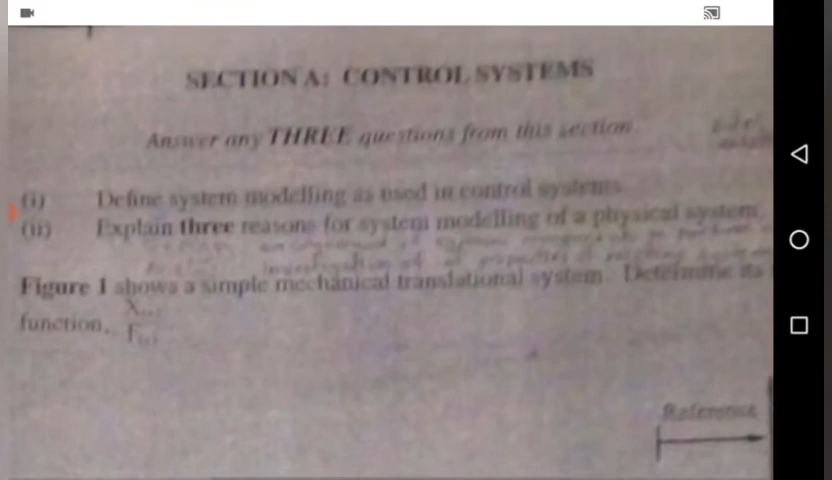 SECTION A: CONTROL SYSTEMS
Answer any THREE questions from this section.
(i) Define system modelling as used in control systems.
(ii) Explain three reasons for system modelling of a physical system.
Figure 1 shows a simple mechanical translational system. Determine its
function,
Reference